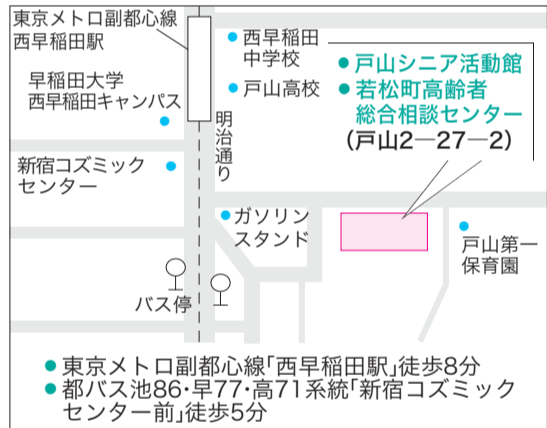 東京メトロ副都心線
西早稲田駅
早稲田大学
西早稲田キャンパス
新宿コズミック
センター
明治通り
西早稲田
中学校
戸山高校
●戸山シニア活動館
●若松町高齢者
総合相談センター
(戸山2―27―2)
ガソリン
スタンド
戸山第一
保育園
バス停
●東京メトロ副都心線｢西早稲田駅｣徒歩8分
●都バス池86･早77･高71系統｢新宿コズミック
センター前｣徒歩5分